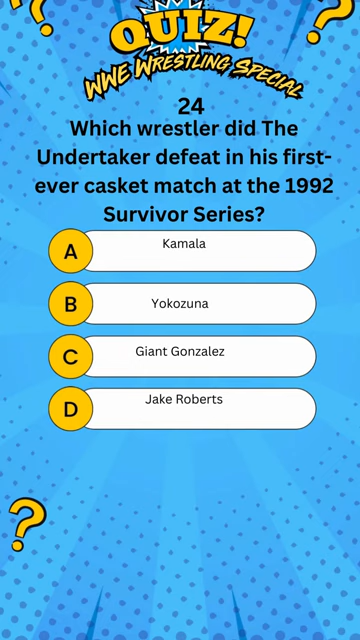 QUIZ!
WWE WRESTLING SPECIAL
24
Which wrestler did The
Undertaker defeat in his first-
ever casket match at the 1992
Survivor Series?
A Kamala
B Yokozuna
C Giant Gonzalez
D Jake Roberts